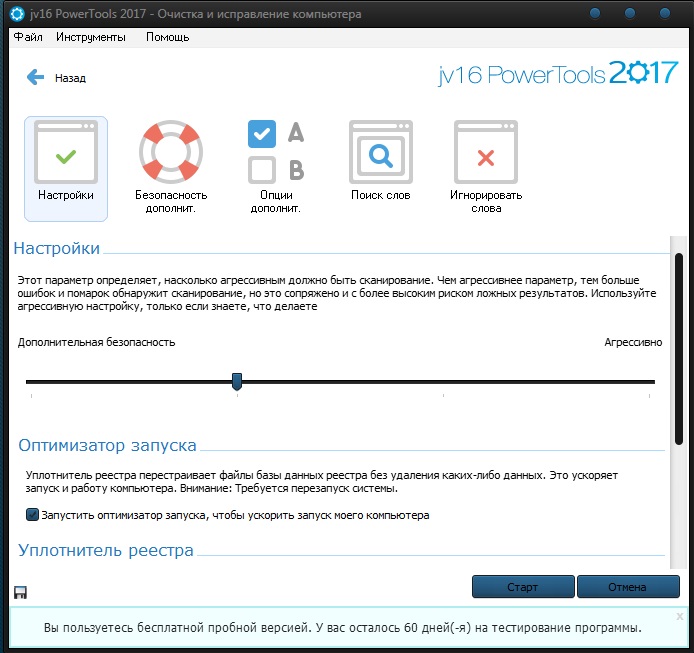 jv16 PowerTools 2017 - Очистка и исправление компьютера
Файл Инструменты Помощь
Назад
jv16 PowerTools 2017
Настройки
Безопасность
дополнит.
A
B
Опции
дополнит.
Поиск слов
Игнорировать
слова
Настройки
Этот параметр определяет, насколько агрессивным должно быть сканирование. Чем агрессивнее параметр, тем больше
ошибок и помарок обнаружит сканирование, но это сопряжено и с более высоким риском ложных результатов. Используйте
агрессивную настройку, только если знаете, что делаете
Дополнительная безопасность
Агрессивно
Оптимизатор запуска
Уплотнитель реестра перестраивает файлы базы данных реестра без удаления каких-либо данных. Это ускоряет
запуск и работу компьютера. Внимание: Требуется перезапуск системы.
Запустить оптимизатор запуска, чтобы ускорить запуск моего компьютера
Уплотнитель реестра
Старт
Отмена
x
Вы пользуетесь бесплатной пробной версией. У вас осталось 60 дней(-я) на тестирование программы.